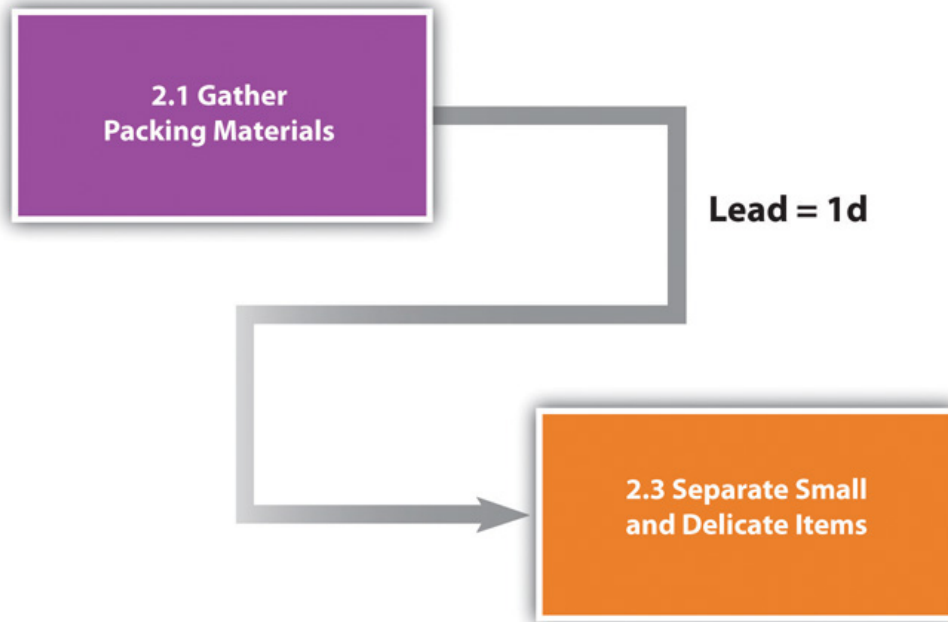 2.1 Gather
Packing Materials
Lead = 1d
2.3 Separate Small
and Delicate Items